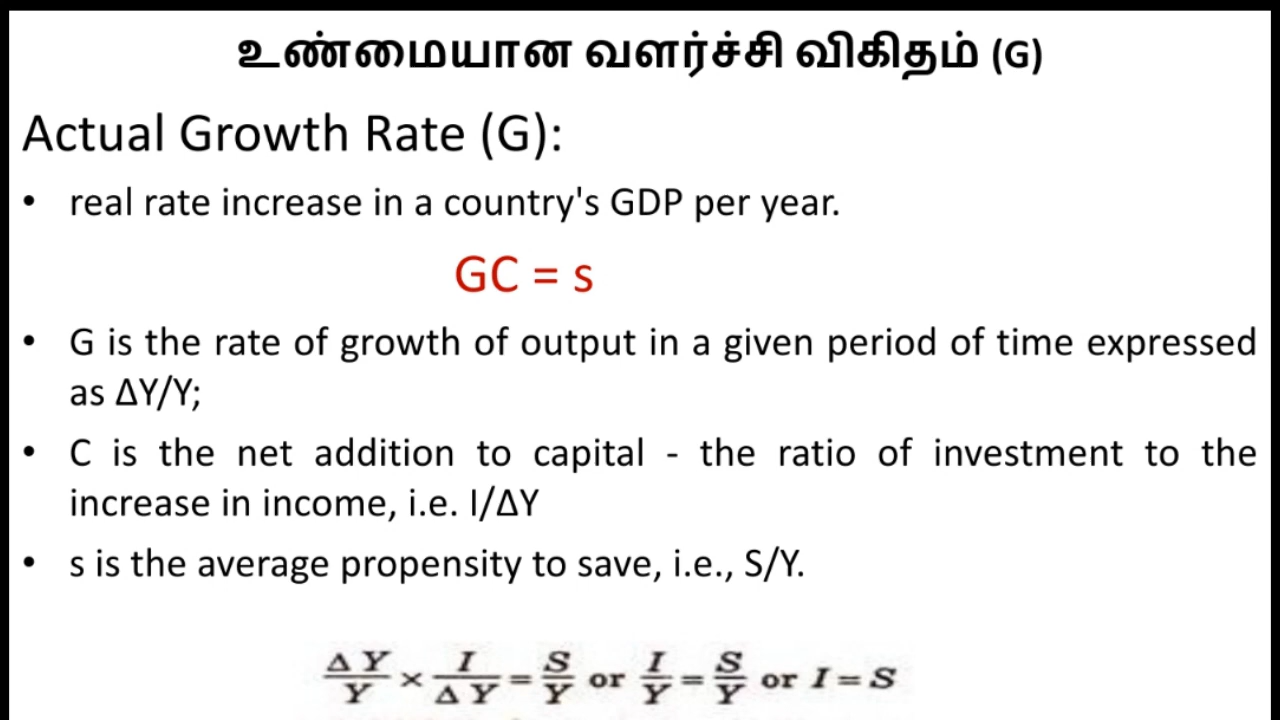 உண்மையான வளர்ச்சி விகிதம் (G)
Actual Growth Rate (G):
• real rate increase in a country's GDP per year.
GC = s
• G is the rate of growth of output in a given period of time expressed
as ΔY/Y;
• C is the net addition to capital - the ratio of investment to the
increase in income, i.e. I/ΔY
• s is the average propensity to save, i.e., S/Y.
ΔY/Y × I/ΔY = S/Y or I/Y = S/Y or I = S